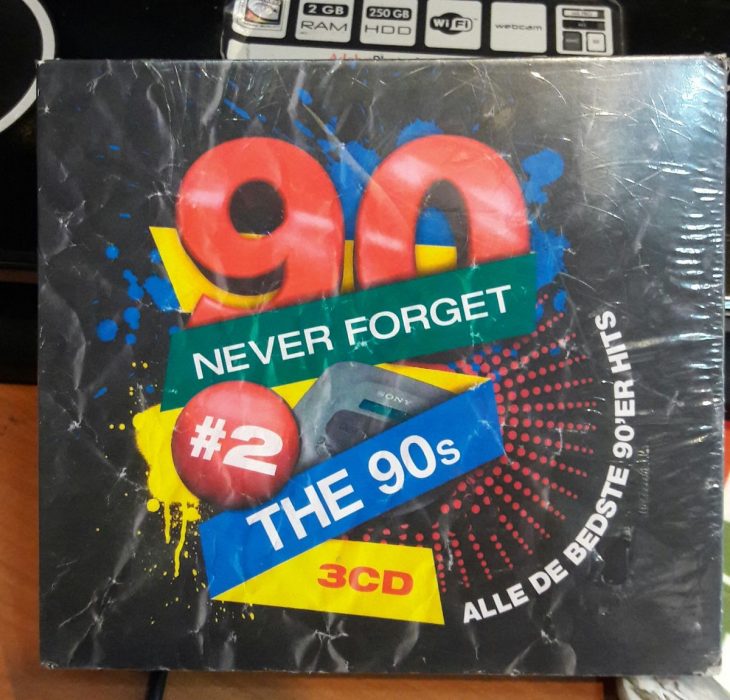 2 GB
RAM
250 GB
HDD
WiFi
webcam
90
NEVER FORGET
SONY
#2
THE 90s
3CD
ALLE DE BEDSTE 90'ER HITS